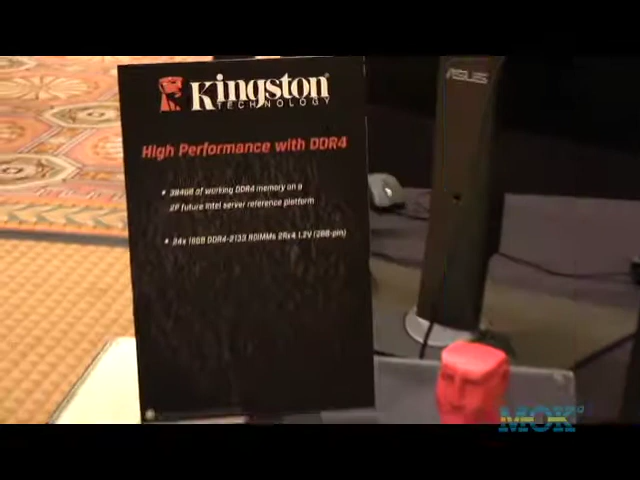 Kingston
TECHNOLOGY
High Performance with DDR4
• 384GB of working DDR4 memory on a
2P future Intel server reference platform
• 24x 16GB DDR4-2133 RDIMMs 2Rx4 1.2V (288-pin)
ASUS
MOK